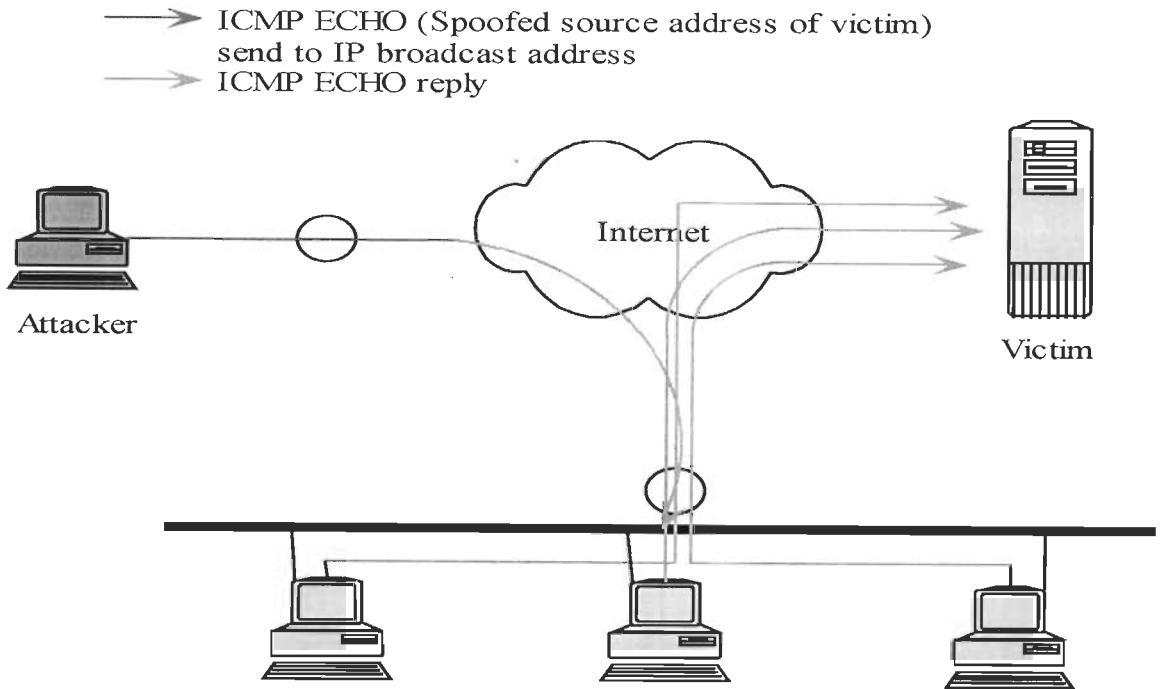 ICMP ECHO (Spoofed source address of victim)
send to IP broadcast address
ICMP ECHO reply
Internet
Attacker
Victim